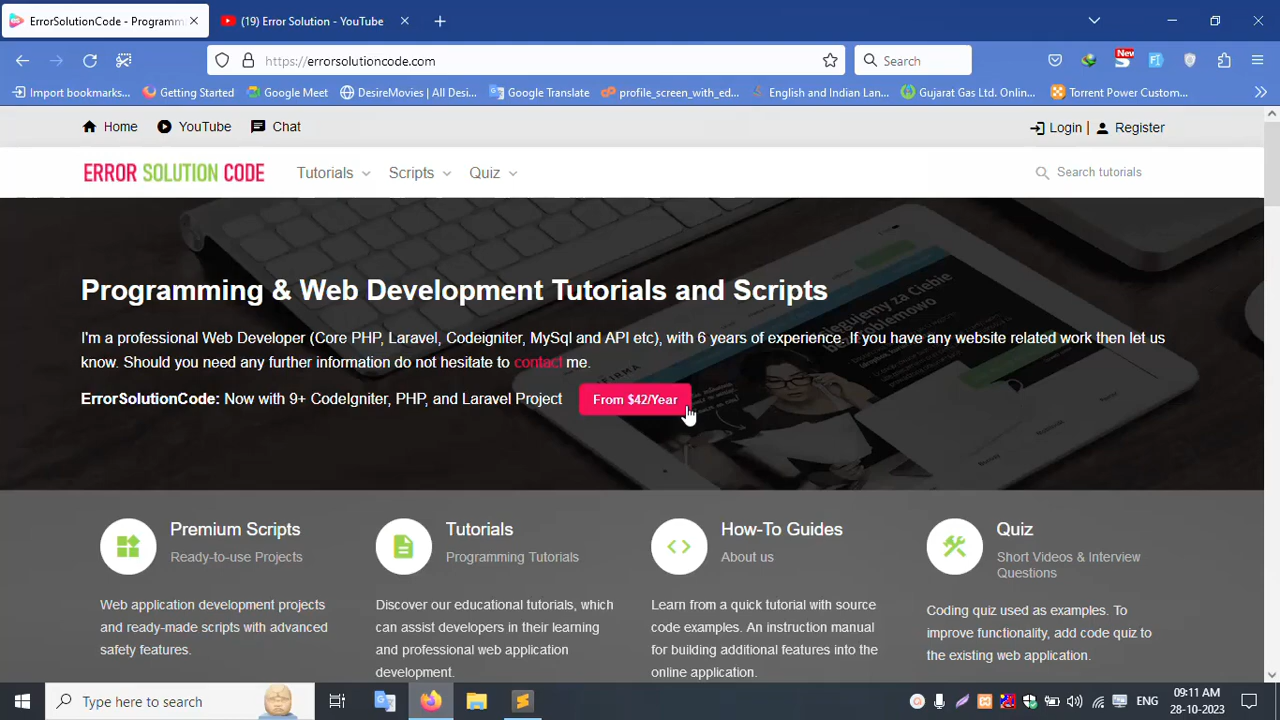 ErrorSolutionCode - Programm
(19) Error Solution - YouTube
https://errorsolutioncode.com
Search
New
Import bookmarks...
Getting Started
Google Meet
DesireMovies | All Desi...
Google Translate
profile_screen_with_ed...
English and Indian Lan...
Gujarat Gas Ltd. Onlin...
Torrent Power Custom...
Home
YouTube
Chat
Login |
Register
ERROR SOLUTION CODE
Tutorials
Scripts
Quiz
Search tutorials
Programming & Web Development Tutorials and Scripts
I'm a professional Web Developer (Core PHP, Laravel, Codeigniter, MySql and API etc), with 6 years of experience. If you have any website related work then let us
know. Should you need any further information do not hesitate to contact me.
ErrorSolutionCode: Now with 9+ CodeIgniter, PHP, and Laravel Project
From $42/Year
Premium Scripts
Ready-to-use Projects
Web application development projects
and ready-made scripts with advanced
safety features.
Tutorials
Programming Tutorials
Discover our educational tutorials, which
can assist developers in their learning
and professional web application
development.
How-To Guides
About us
Learn from a quick tutorial with source
code examples. An instruction manual
for building additional features into the
online application.
Quiz
Short Videos & Interview
Questions
Coding quiz used as examples. To
improve functionality, add code quiz to
the existing web application.
Type here to search
ENG
09:11 AM
28-10-2023